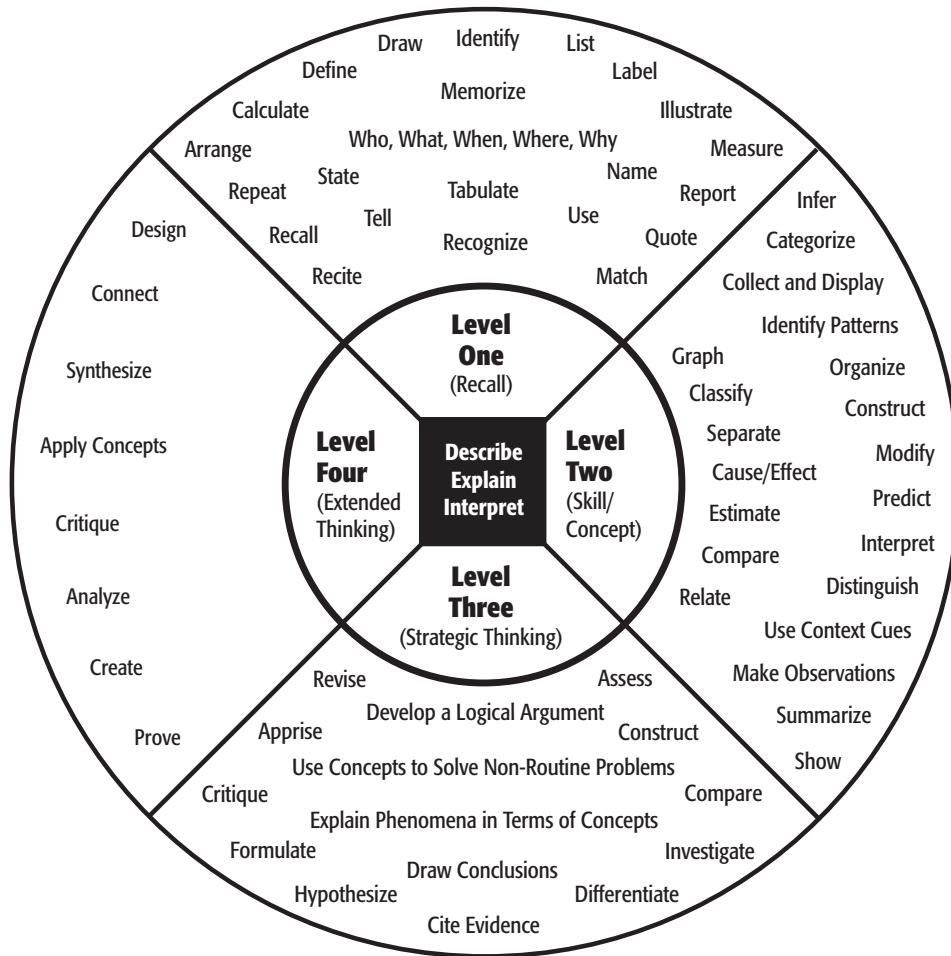 Draw
Identify
List
Define
Label
Memorize
Calculate
Illustrate
Who, What, When, Where, Why
Arrange
Measure
State
Name
Repeat
Tabulate
Report
Tell
Use
Recall
Recognize
Quote
Recite
Match
Infer
Categorize
Collect and Display
Identify Patterns
Graph
Organize
Classify
Construct
Separate
Modify
Cause/Effect
Predict
Estimate
Interpret
Compare
Distinguish
Relate
Use Context Cues
Make Observations
Summarize
Show
Level
One
(Recall)
Level
Two
(Skill/
Concept)
Level
Three
(Strategic Thinking)
Level
Four
(Extended
Thinking)
Describe
Explain
Interpret
Revise
Assess
Develop a Logical Argument
Apprise
Construct
Use Concepts to Solve Non-Routine Problems
Critique
Compare
Explain Phenomena in Terms of Concepts
Formulate
Investigate
Draw Conclusions
Hypothesize
Differentiate
Cite Evidence
Design
Connect
Synthesize
Apply Concepts
Critique
Analyze
Create
Prove